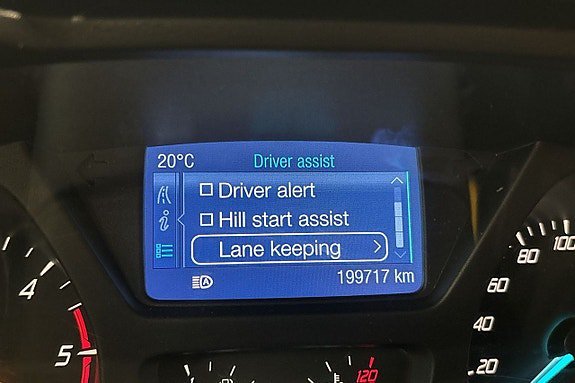 20°C Driver assist
Driver alert
Hill start assist
Lane keeping
199717 km
4
5
120
20
40
60
80
100